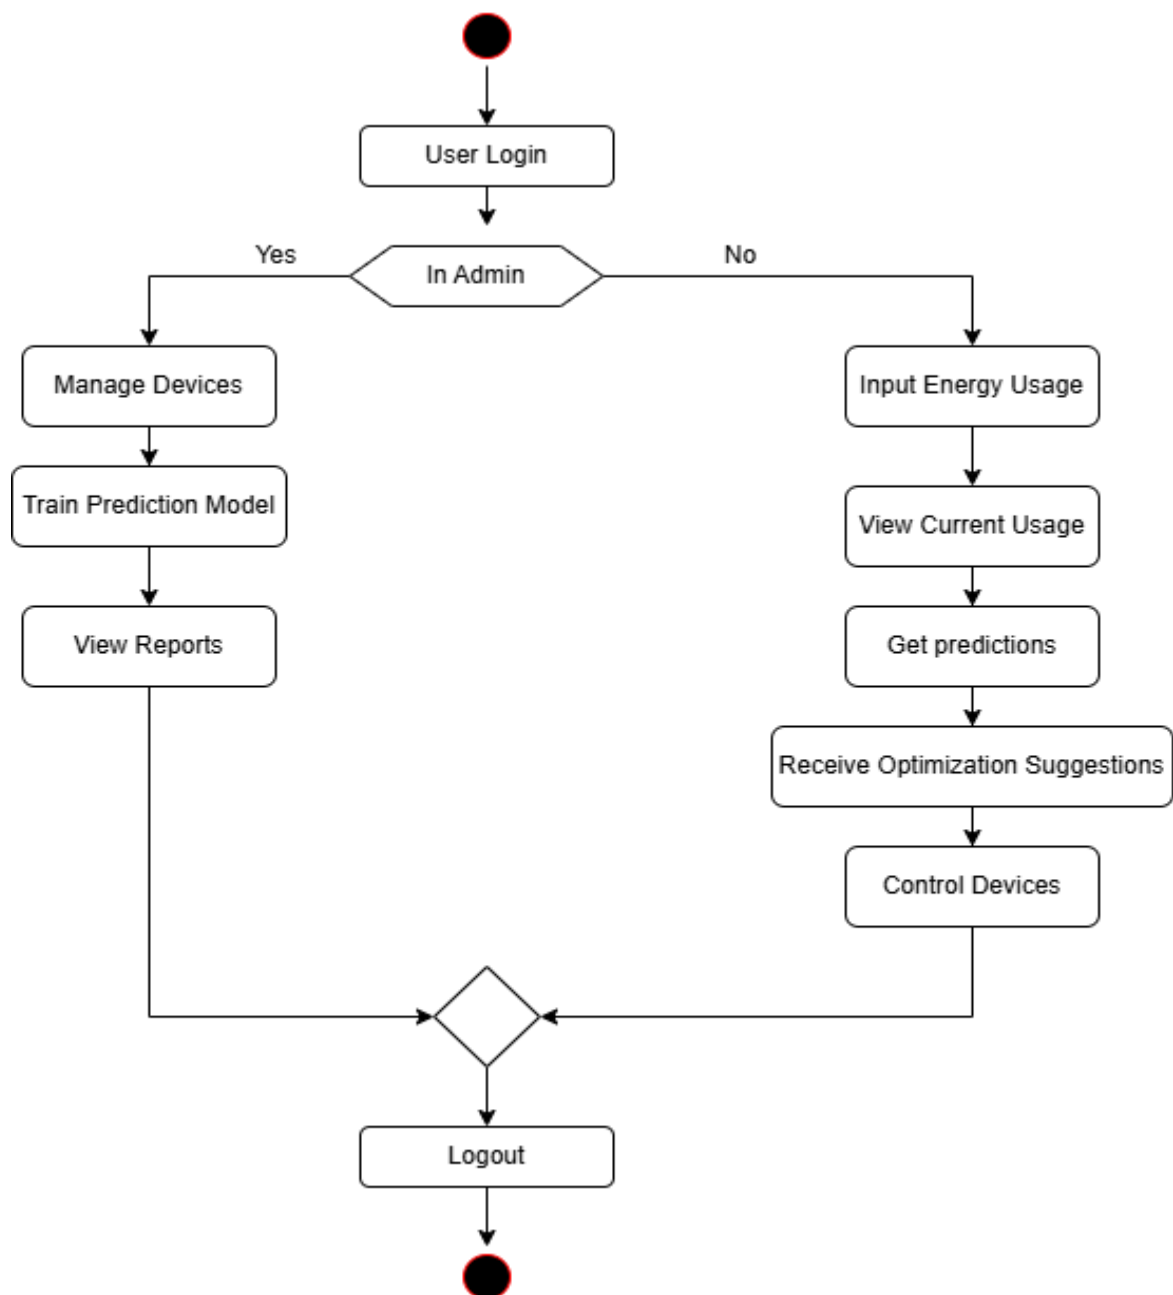 User Login
Yes
In Admin
No
Manage Devices
Input Energy Usage
Train Prediction Model
View Current Usage
View Reports
Get predictions
Receive Optimization Suggestions
Control Devices
Logout